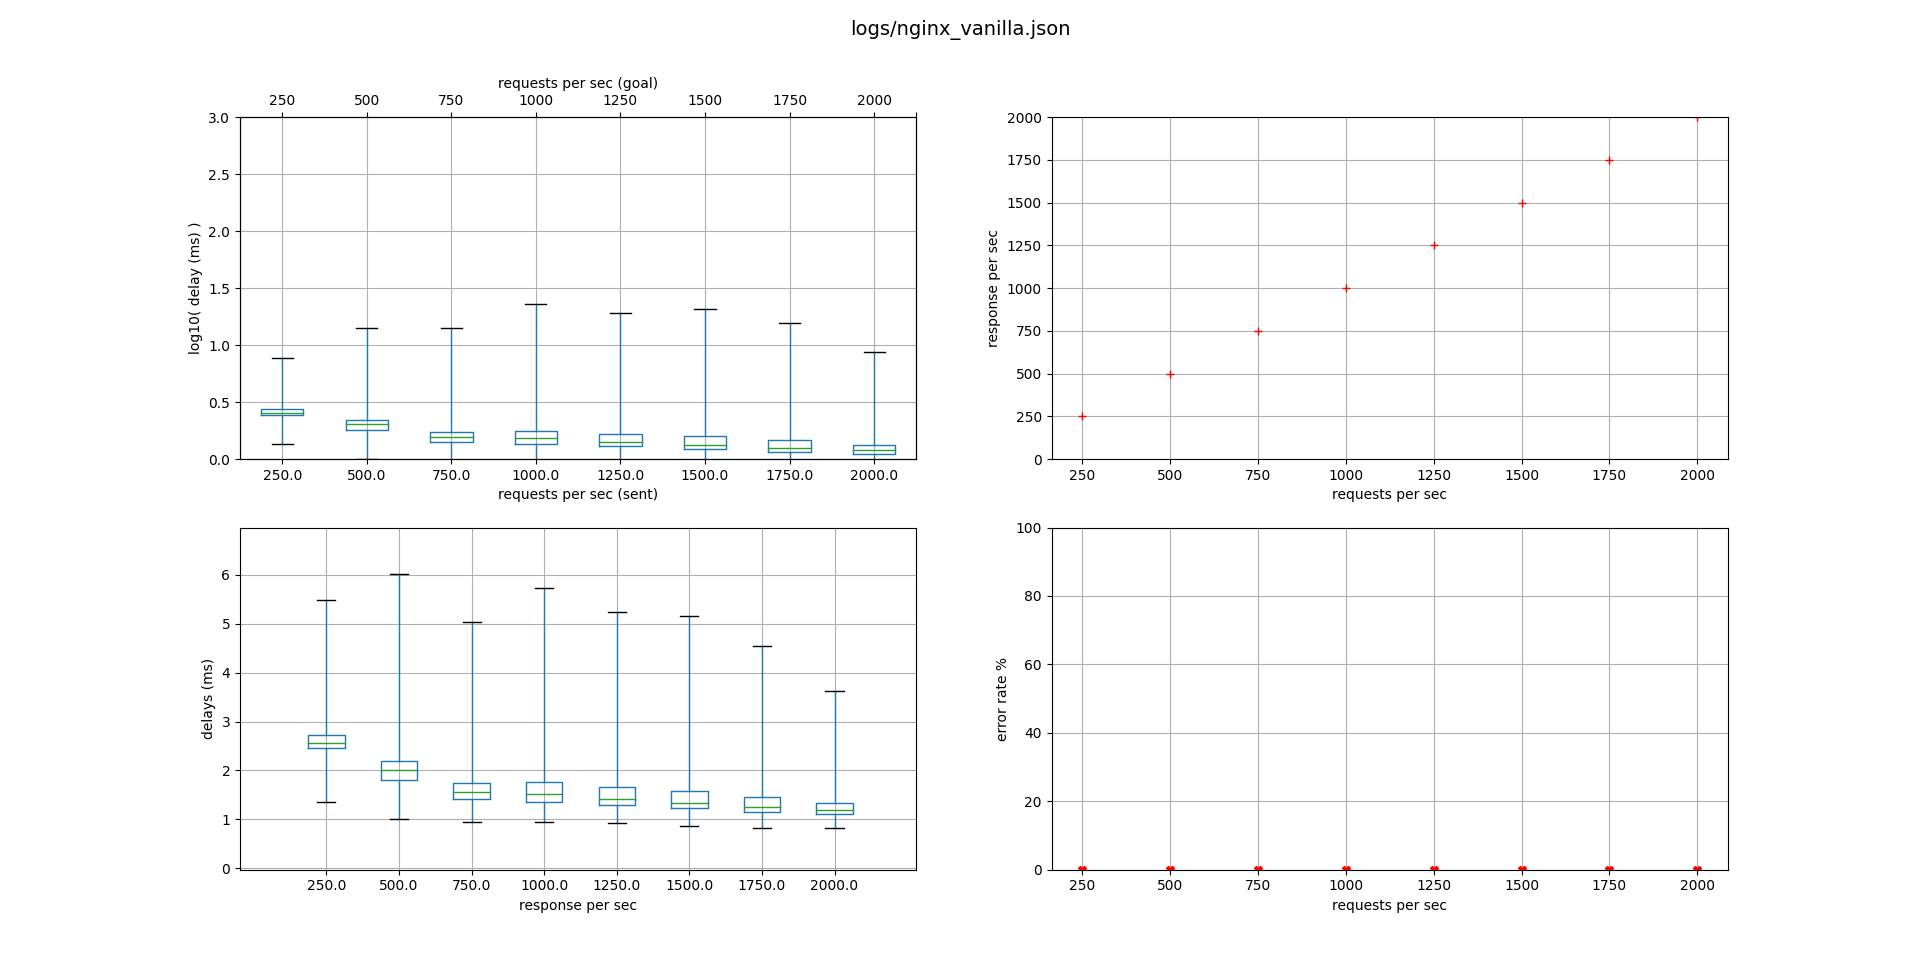 logs/nginx_vanilla.json
requests per sec (goal)
250 500 750 1000 1250 1500 1750 2000
3.0
2.5
2.0
1.5
1.0
0.5
0.0
log10( delay (ms) )
250.0 500.0 750.0 1000.0 1250.0 1500.0 1750.0 2000.0
requests per sec (sent)
2000
1750
1500
1250
1000
750
500
250
0
response per sec
250 500 750 1000 1250 1500 1750 2000
requests per sec
6
5
4
3
2
1
0
delays (ms)
250.0 500.0 750.0 1000.0 1250.0 1500.0 1750.0 2000.0
response per sec
100
80
60
40
20
0
error rate %
250 500 750 1000 1250 1500 1750 2000
requests per sec